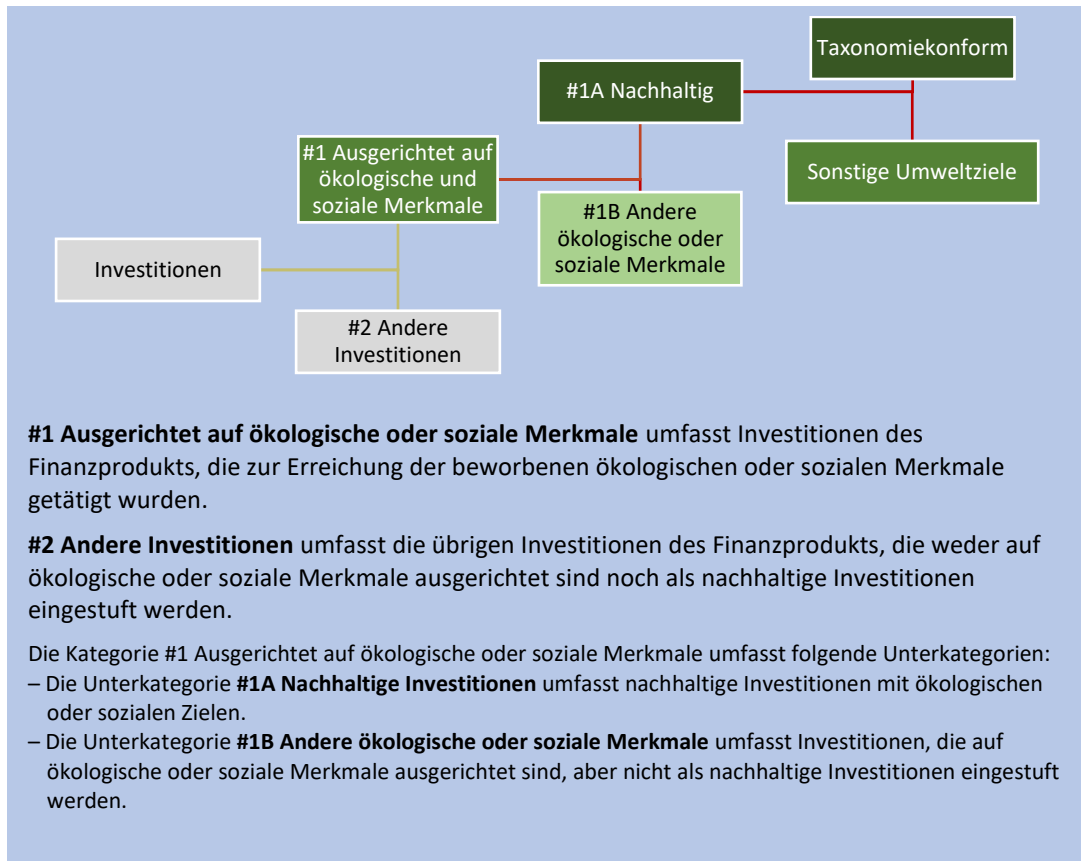 Taxonomiekonform
#1A Nachhaltig
#1 Ausgerichtet auf
ökologische und
soziale Merkmale
Sonstige Umweltziele
#1B Andere
ökologische oder
soziale Merkmale
Investitionen
#2 Andere
Investitionen
#1 Ausgerichtet auf ökologische oder soziale Merkmale umfasst Investitionen des
Finanzprodukts, die zur Erreichung der beworbenen ökologischen oder sozialen Merkmale
getätigt wurden.
#2 Andere Investitionen umfasst die übrigen Investitionen des Finanzprodukts, die weder auf
ökologische oder soziale Merkmale ausgerichtet sind noch als nachhaltige Investitionen
eingestuft werden.
Die Kategorie #1 Ausgerichtet auf ökologische oder soziale Merkmale umfasst folgende Unterkategorien:
– Die Unterkategorie #1A Nachhaltige Investitionen umfasst nachhaltige Investitionen mit ökologischen
oder sozialen Zielen.
– Die Unterkategorie #1B Andere ökologische oder soziale Merkmale umfasst Investitionen, die auf
ökologische oder soziale Merkmale ausgerichtet sind, aber nicht als nachhaltige Investitionen eingestuft
werden.